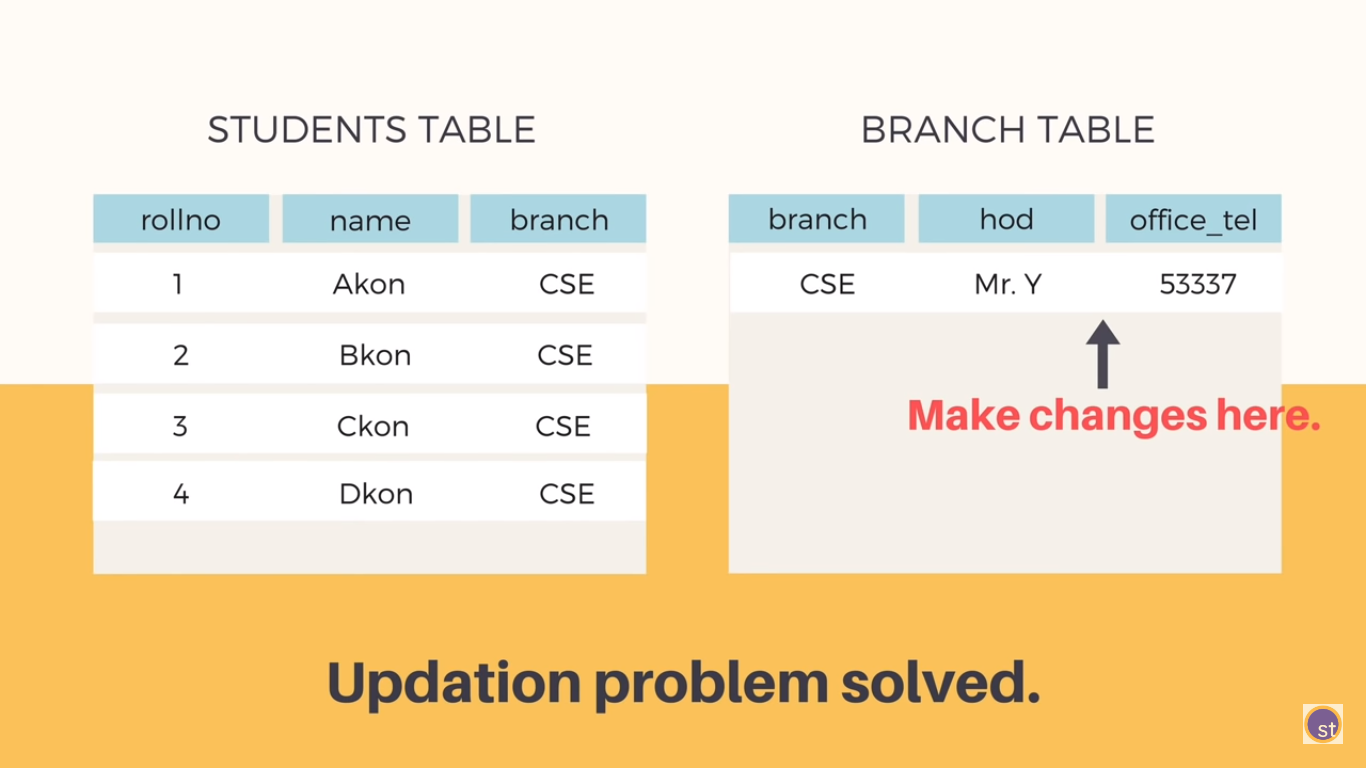 STUDENTS TABLE
rollno name branch
1 Akon CSE
2 Bkon CSE
3 Ckon CSE
4 Dkon CSE
BRANCH TABLE
branch hod office_tel
CSE Mr. Y 53337
Make changes here.
Updation problem solved.
st